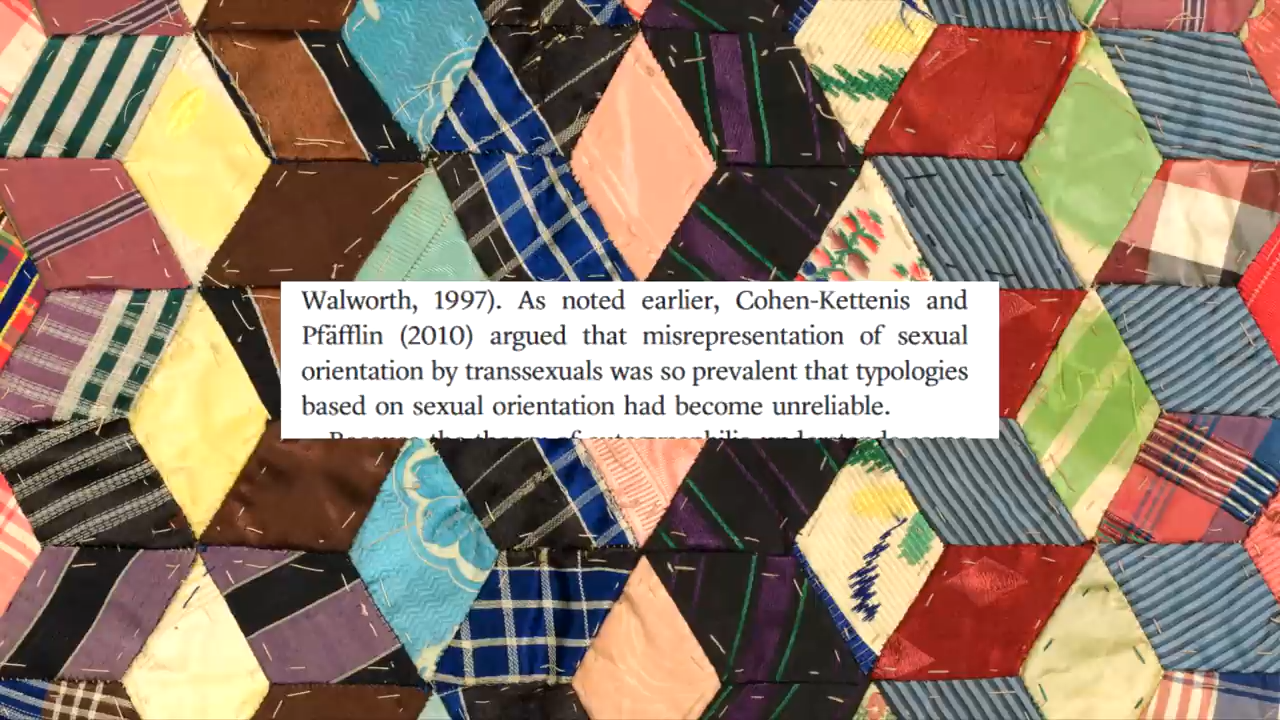 Walworth, 1997). As noted earlier, Cohen-Kettenis and
Pfäfflin (2010) argued that misrepresentation of sexual
orientation by transsexuals was so prevalent that typologies
based on sexual orientation had become unreliable.